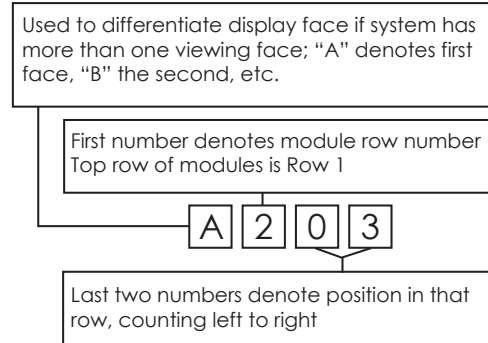 Used to differentiate display face if system has
more than one viewing face; “A” denotes first
face, “B” the second, etc.
First number denotes module row number
Top row of modules is Row 1
A 2 0 3
Last two numbers denote position in that
row, counting left to right